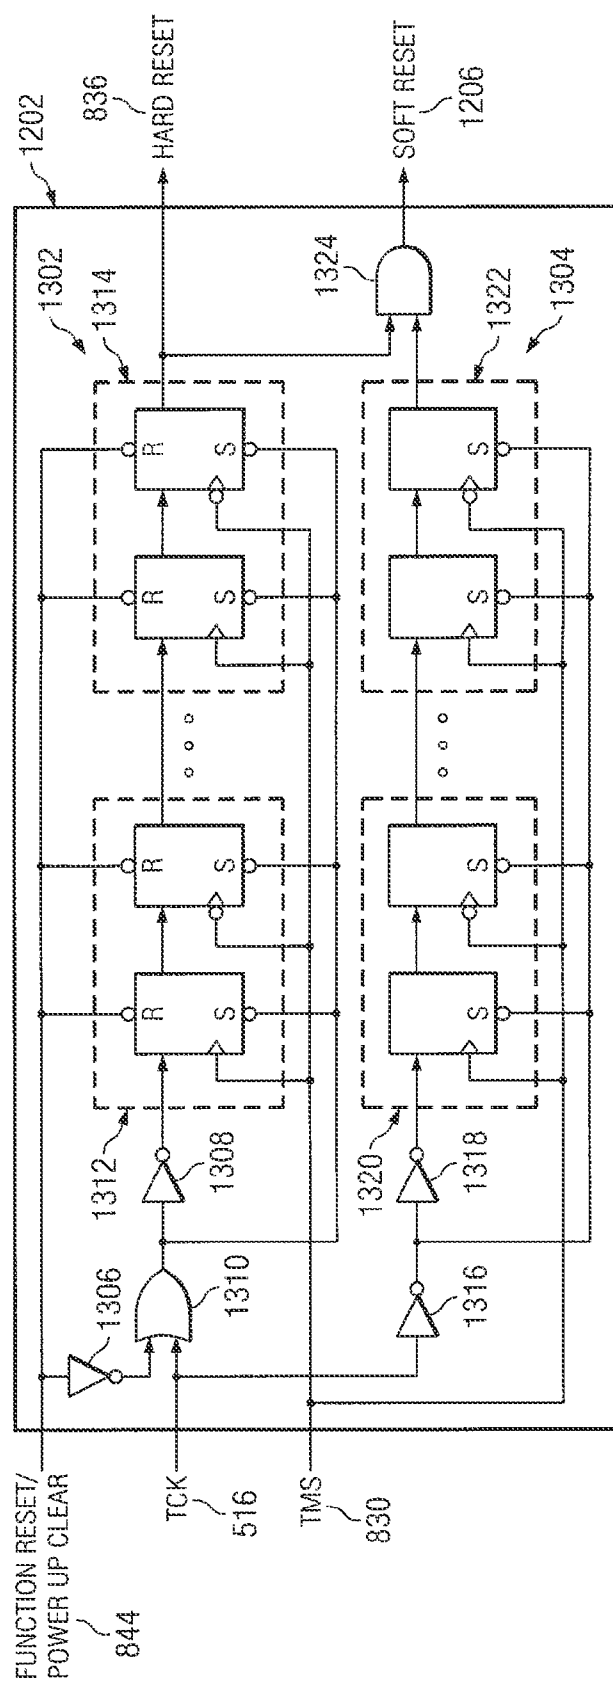 FUNCTION RESET/
POWER UP CLEAR
844
TCK
516
TMS
830
1202
1306
1310
1308
1312
1302
1314
R
S
R
S
R
S
R
S
HARD RESET
836
1316
1318
1320
1304
1322
S
S
S
S
1324
SOFT RESET
1206